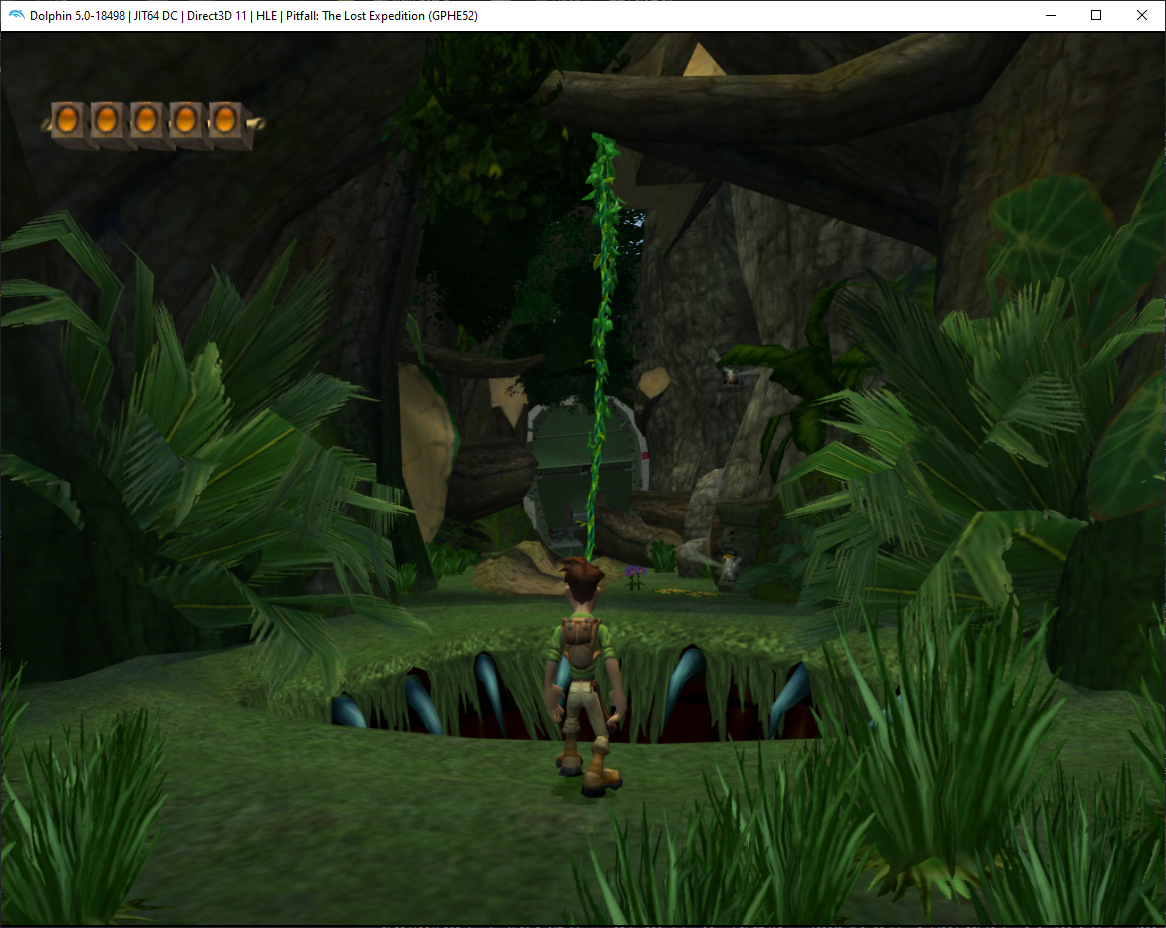 Dolphin 5.0-18498 | JIT64 DC | Direct3D 11 | HLE | Pitfall: The Lost Expedition (GPHE52)